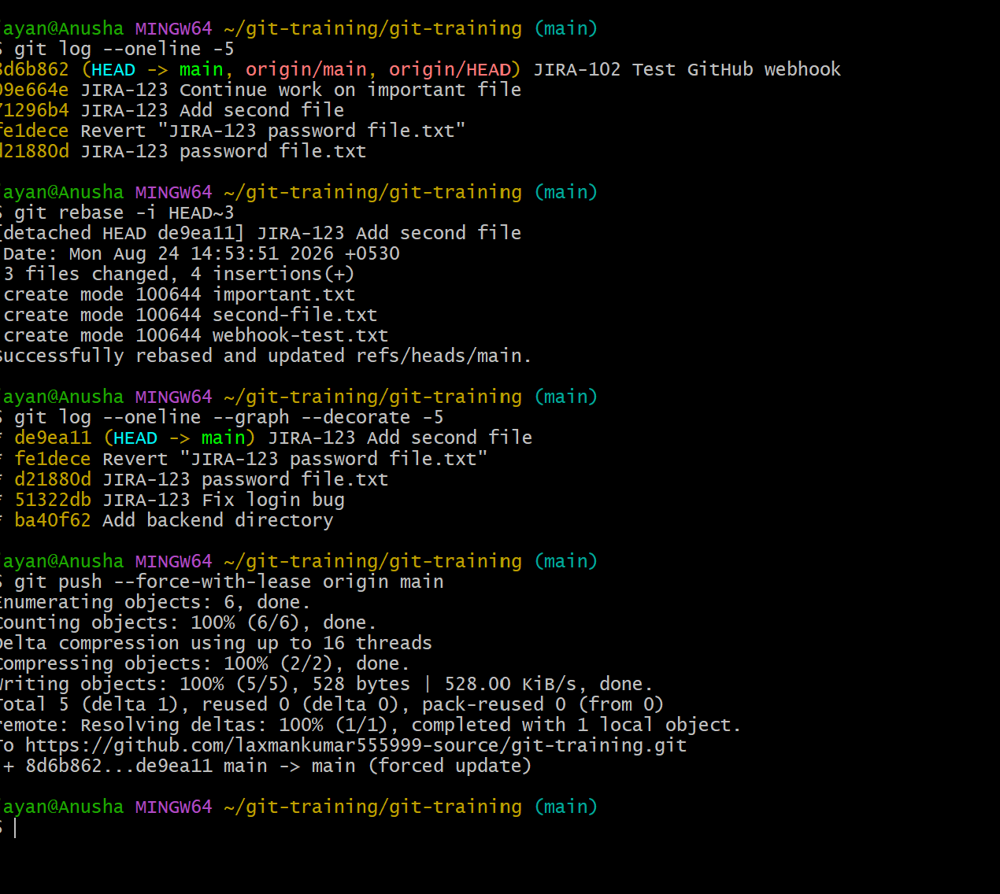 ayan@Anusha MINGW64 ~/git-training/git-training (main)
$ git log --oneline -5
8d6b862 (HEAD -> main, origin/main, origin/HEAD) JIRA-102 Test GitHub webhook
09e664e JIRA-123 Continue work on important file
71296b4 JIRA-123 Add second file
fe1dece Revert "JIRA-123 password file.txt"
d21880d JIRA-123 password file.txt
ayan@Anusha MINGW64 ~/git-training/git-training (main)
$ git rebase -i HEAD~3
[detached HEAD de9ea11] JIRA-123 Add second file
Date: Mon Aug 24 14:53:51 2026 +0530
3 files changed, 4 insertions(+)
create mode 100644 important.txt
create mode 100644 second-file.txt
create mode 100644 webhook-test.txt
Successfully rebased and updated refs/heads/main.
ayan@Anusha MINGW64 ~/git-training/git-training (main)
$ git log --oneline --graph --decorate -5
* de9ea11 (HEAD -> main) JIRA-123 Add second file
* fe1dece Revert "JIRA-123 password file.txt"
* d21880d JIRA-123 password file.txt
* 51322db JIRA-123 Fix login bug
* ba40f62 Add backend directory
ayan@Anusha MINGW64 ~/git-training/git-training (main)
$ git push --force-with-lease origin main
Enumerating objects: 6, done.
Counting objects: 100% (6/6), done.
Delta compression using up to 16 threads
Compressing objects: 100% (2/2), done.
Writing objects: 100% (5/5), 528 bytes | 528.00 KiB/s, done.
Total 5 (delta 1), reused 0 (delta 0), pack-reused 0 (from 0)
remote: Resolving deltas: 100% (1/1), completed with 1 local object.
To https://github.com/laxmankumar555999-source/git-training.git
+ 8d6b862...de9ea11 main -> main (forced update)
ayan@Anusha MINGW64 ~/git-training/git-training (main)
$